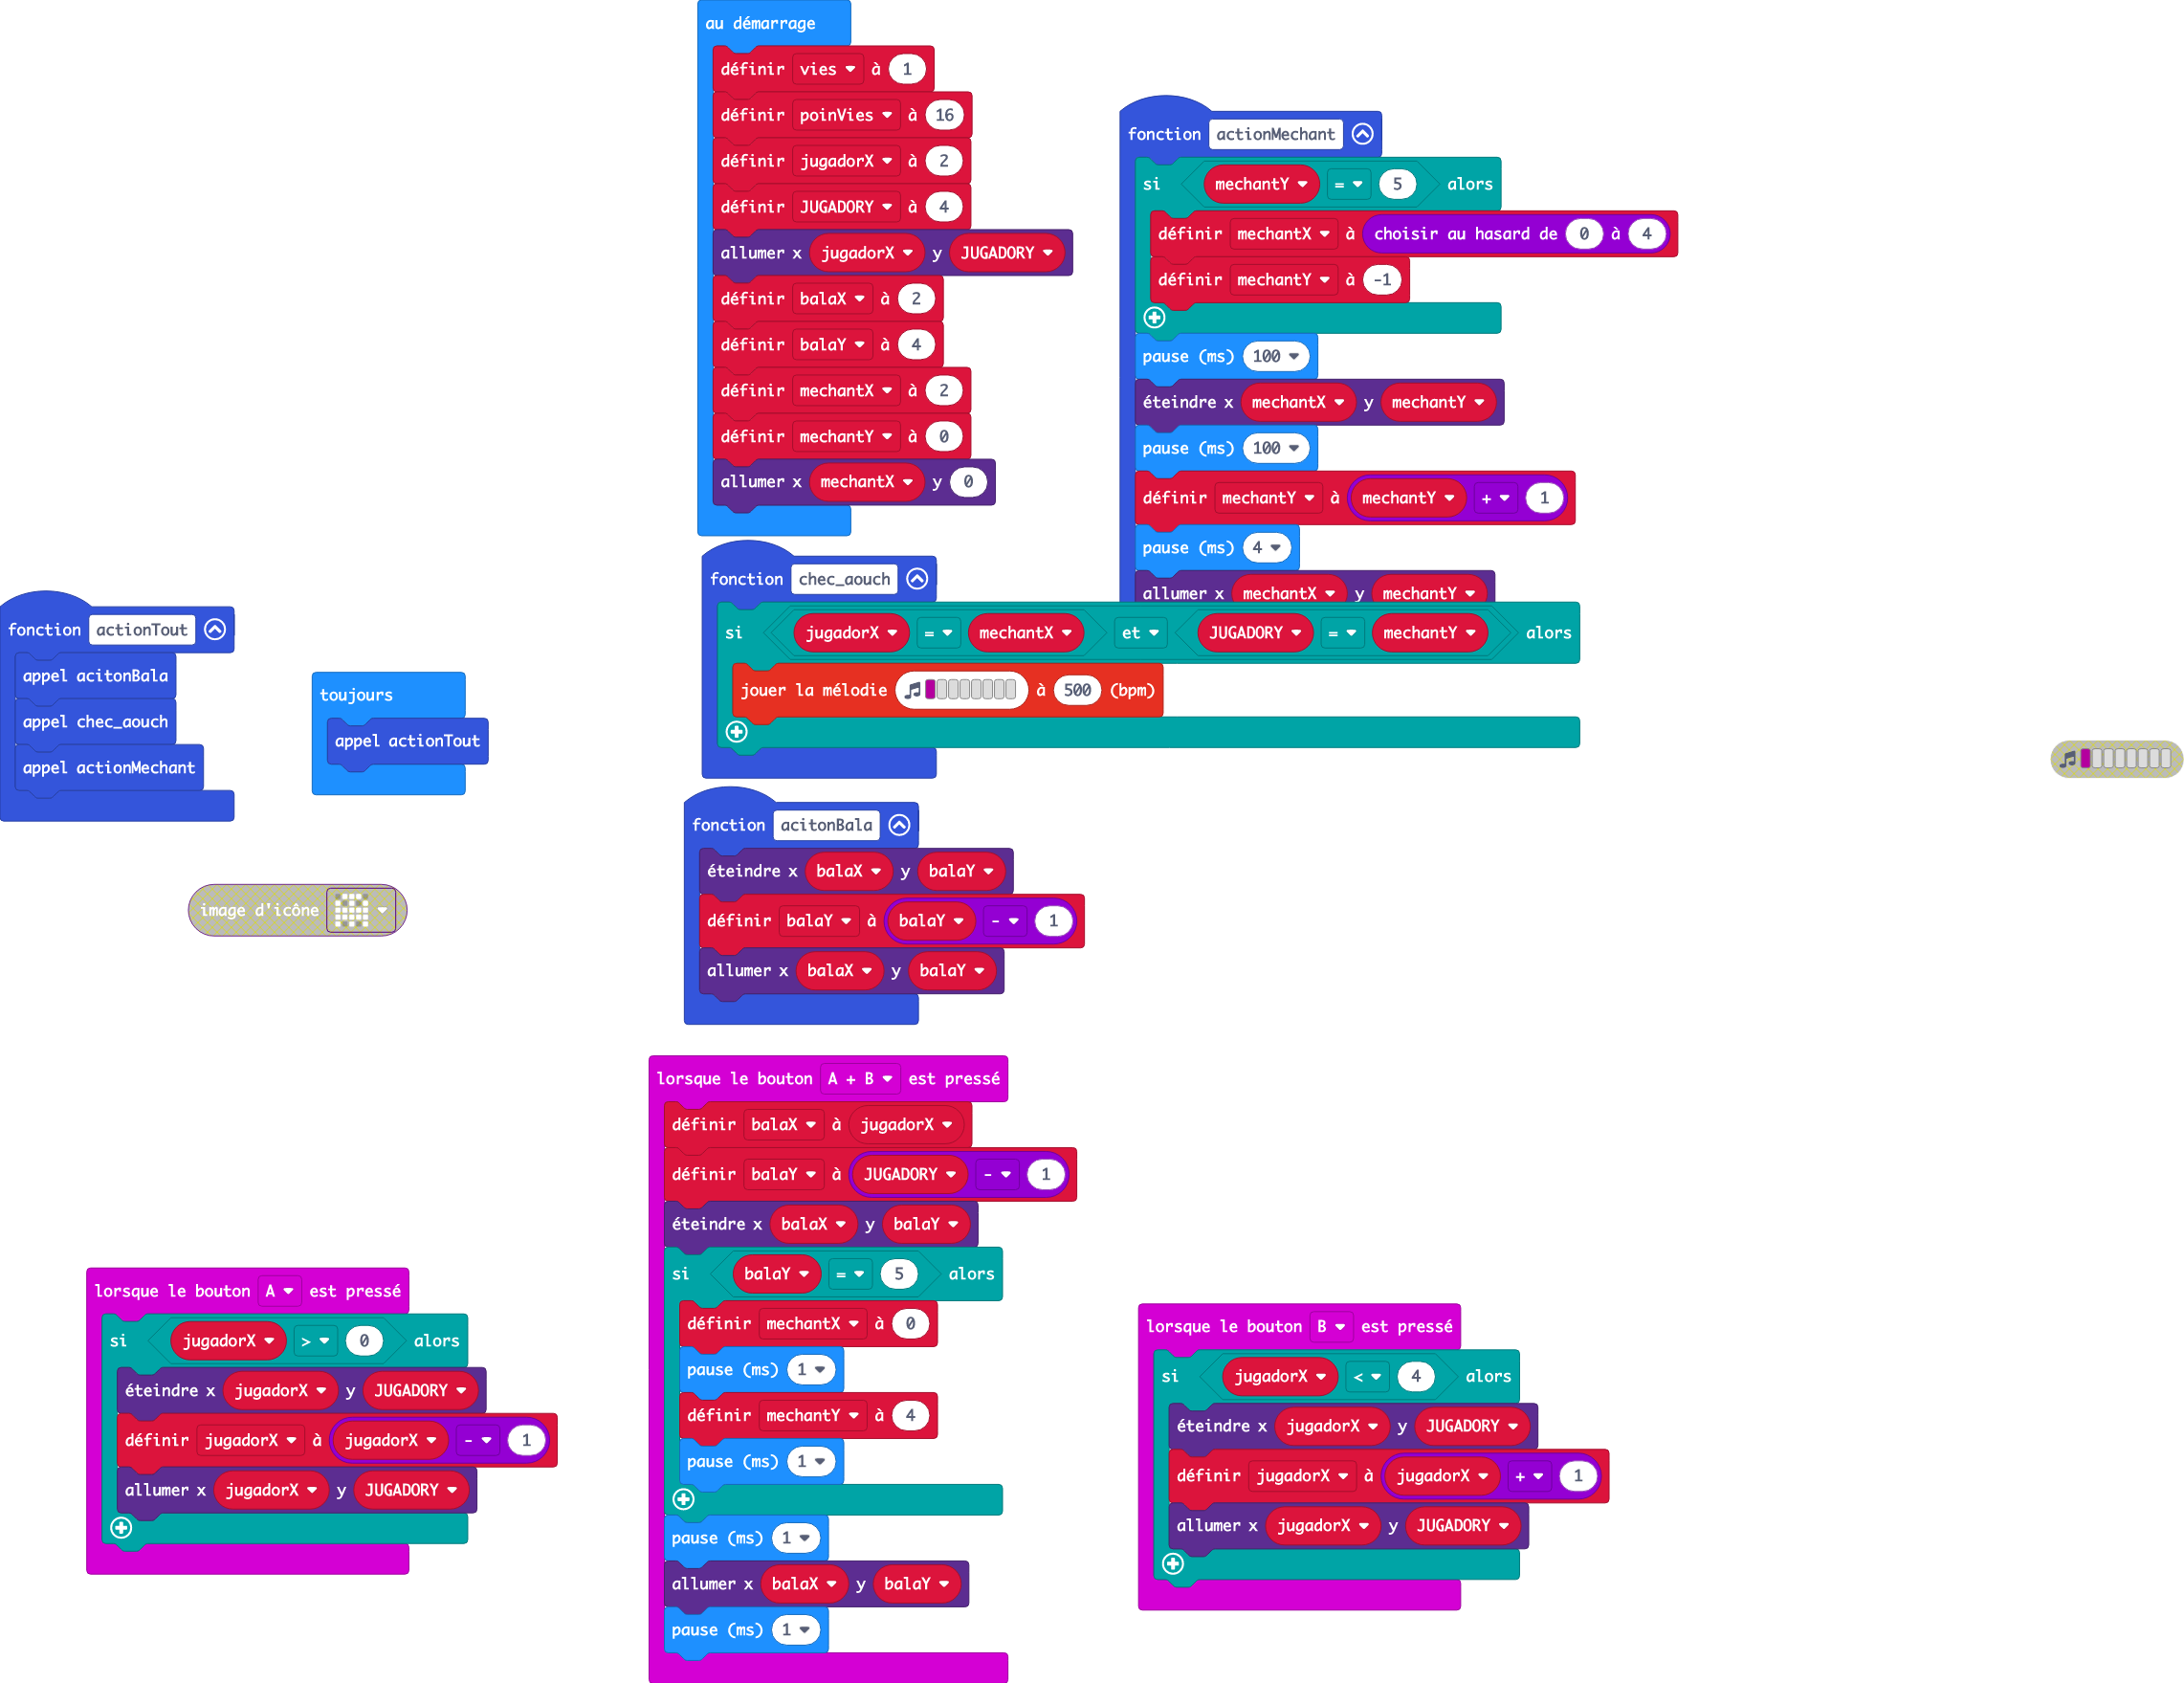 au démarrage
définir vies à 1
définir poinVies à 16
définir jugadorX à 2
définir JUGADORY à 4
allumer x jugadorX y JUGADORY
définir balaX à 2
définir balaY à 4
définir mechantX à 2
définir mechantY à 0
allumer x mechantX y 0
fonction actionMechant
si mechantY = 5 alors
définir mechantX à choisir au hasard de 0 à 4
définir mechantY à -1
pause (ms) 100
éteindre x mechantX y mechantY
pause (ms) 100
définir mechantY à mechantY + 1
pause (ms) 4
allumer x mechantX y mechantY
fonction chec_aouch
si jugadorX = mechantX et JUGADORY = mechantY alors
jouer la mélodie à 500 (bpm)
fonction actionTout
appel acitonBala
appel chec_aouch
appel actionMechant
toujours
appel actionTout
image d'icône
fonction acitonBala
éteindre x balaX y balaY
définir balaY à balaY - 1
allumer x balaX y balaY
lorsque le bouton A + B est pressé
définir balaX à jugadorX
définir balaY à JUGADORY - 1
éteindre x balaX y balaY
si balaY = 5 alors
définir mechantX à 0
pause (ms) 1
définir mechantY à 4
pause (ms) 1
pause (ms) 1
allumer x balaX y balaY
pause (ms) 1
lorsque le bouton A est pressé
si jugadorX > 0 alors
éteindre x jugadorX y JUGADORY
définir jugadorX à jugadorX - 1
allumer x jugadorX y JUGADORY
lorsque le bouton B est pressé
si jugadorX < 4 alors
éteindre x jugadorX y JUGADORY
définir jugadorX à jugadorX + 1
allumer x jugadorX y JUGADORY